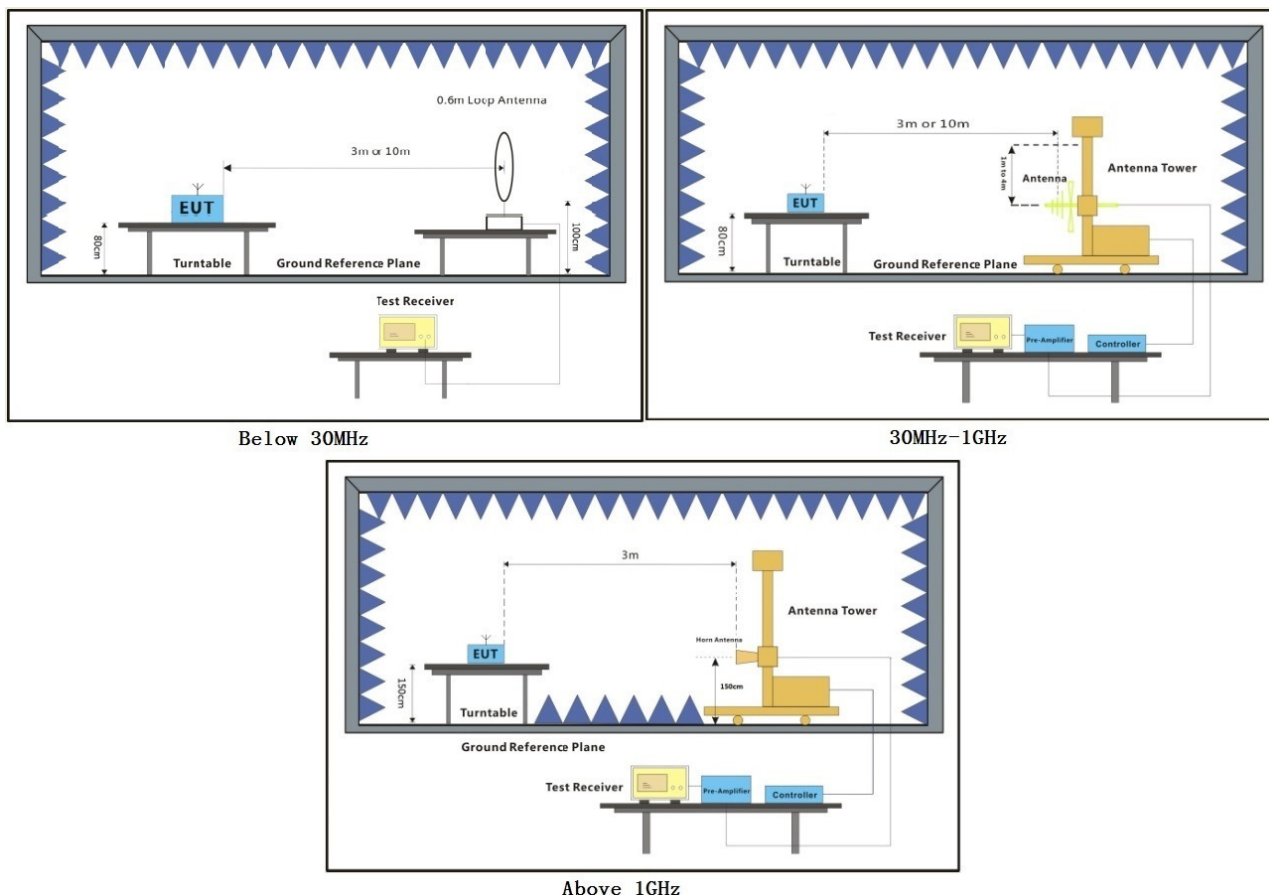 0.6m Loop Antenna
3m or 10m
EUT
80cm
100cm
Turntable
Ground Reference Plane
Test Receiver
Below 30MHz
3m or 10m
1m to 4m
Antenna
Antenna Tower
EUT
80cm
Turntable
Ground Reference Plane
Test Receiver
Pre-Amplifier
Controller
30MHz-1GHz
3m
Antenna Tower
Horn Antenna
EUT
150cm
150cm
Turntable
Ground Reference Plane
Test Receiver
Pre-Amplifier
Controller
Above 1GHz